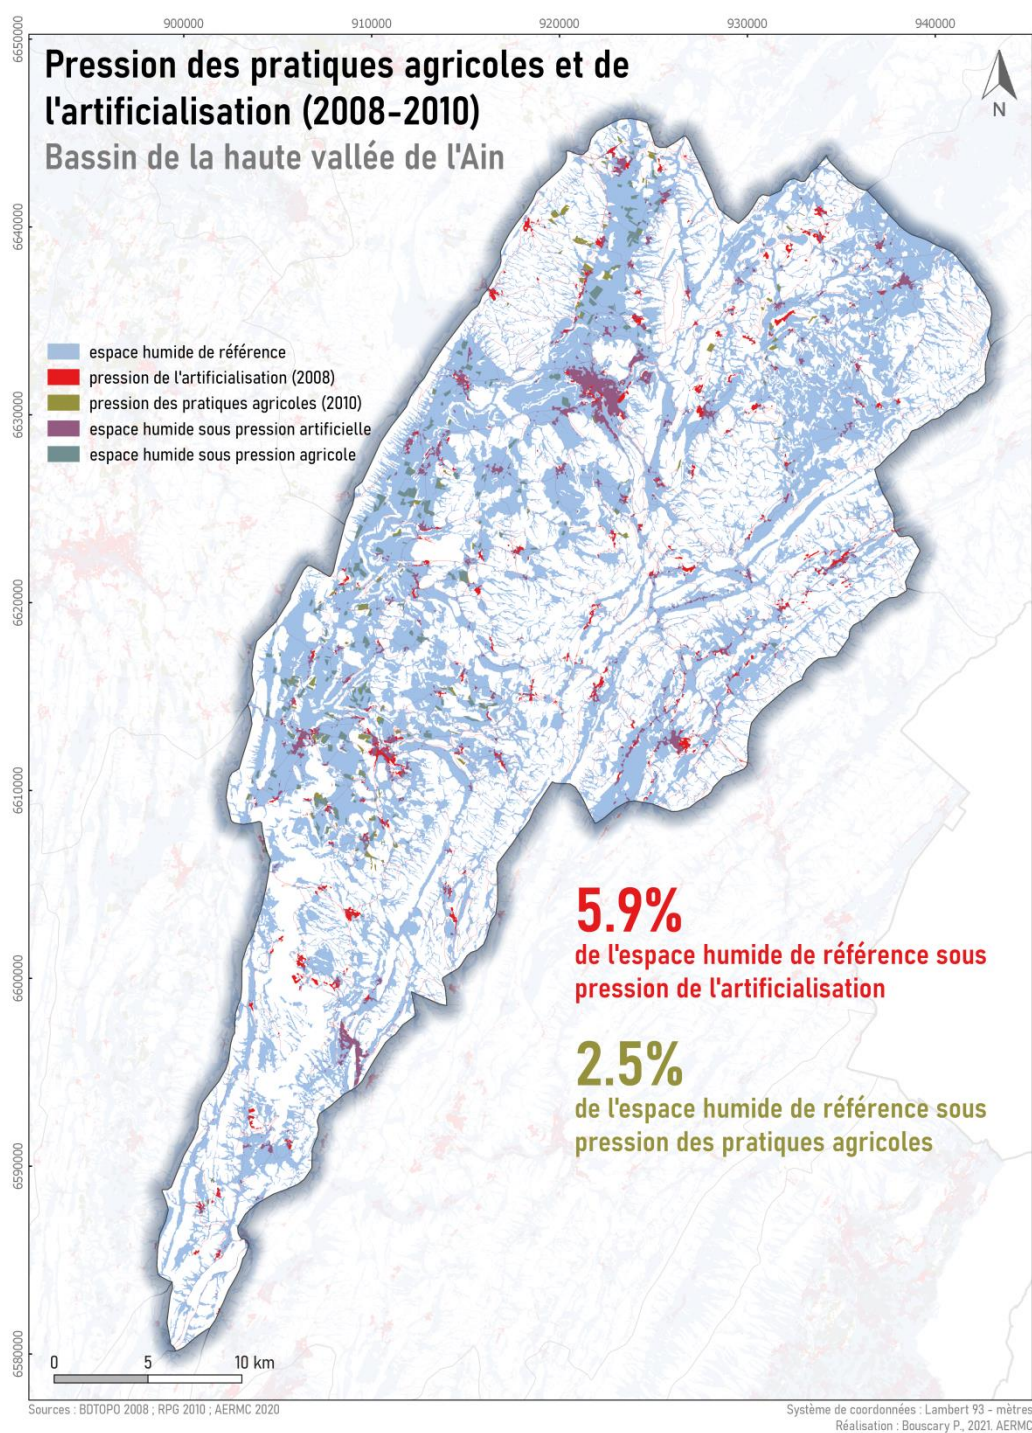 900000 910000 920000 930000 940000
6650000
6640000
6630000
6620000
6610000
6600000
6590000
6580000
Pression des pratiques agricoles et de
l'artificialisation (2008-2010)
Bassin de la haute vallée de l'Ain
N
espace humide de référence
pression de l'artificialisation (2008)
pression des pratiques agricoles (2010)
espace humide sous pression artificielle
espace humide sous pression agricole
5.9%
de l'espace humide de référence sous
pression de l'artificialisation
2.5%
de l'espace humide de référence sous
pression des pratiques agricoles
0 5 10 km
Sources : BDTOPO 2008 ; RPG 2010 ; AERMC 2020
Système de coordonnées : Lambert 93 - mètres
Réalisation : Bouscary P., 2021. AERMC